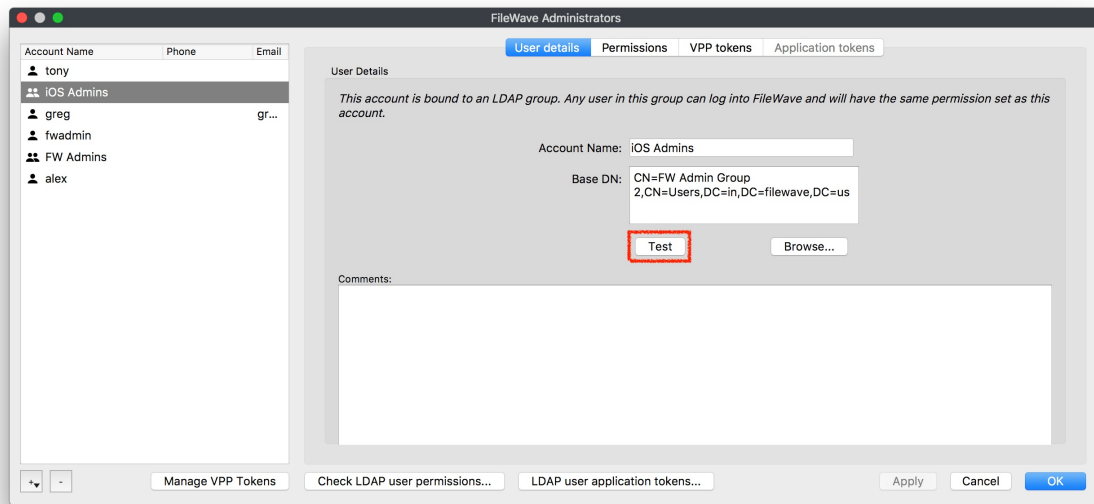 FileWave Administrators
Account Name Phone Email
tony
iOS Admins
greg gr...
fwadmin
FW Admins
alex
User details Permissions VPP tokens Application tokens
User Details
This account is bound to an LDAP group. Any user in this group can log into FileWave and will have the same permission set as this
account.
Account Name: iOS Admins
Base DN: CN=FW Admin Group
2,CN=Users,DC=in,DC=filewave,DC=us
Test Browse...
Comments:
+ - Manage VPP Tokens Check LDAP user permissions... LDAP user application tokens... Apply Cancel OK